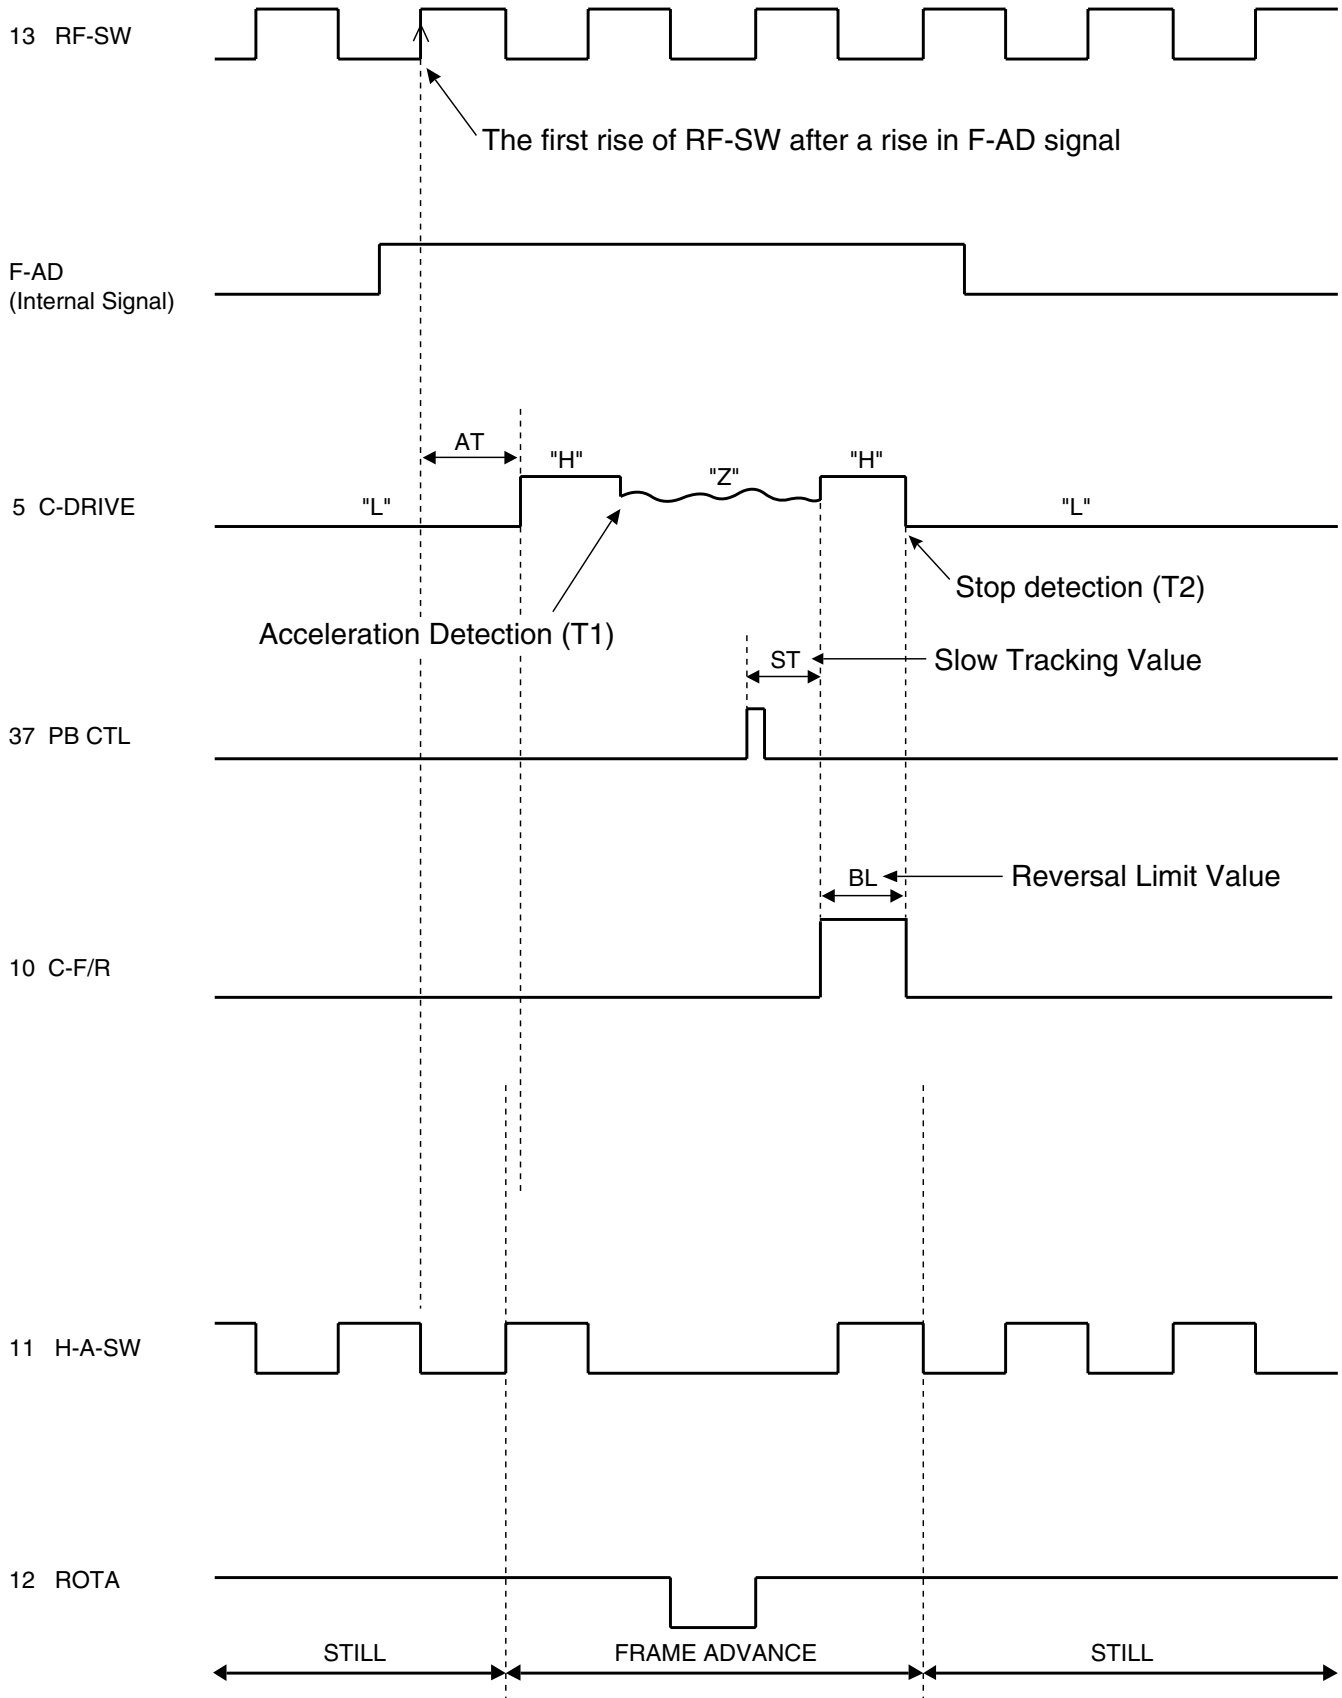 13 RF-SW
The first rise of RF-SW after a rise in F-AD signal
F-AD
(Internal Signal)
AT
"H"
"Z"
"H"
5 C-DRIVE
"L"
"L"
Stop detection (T2)
Acceleration Detection (T1)
ST
Slow Tracking Value
37 PB CTL
BL
Reversal Limit Value
10 C-F/R
11 H-A-SW
12 ROTA
STILL
FRAME ADVANCE
STILL